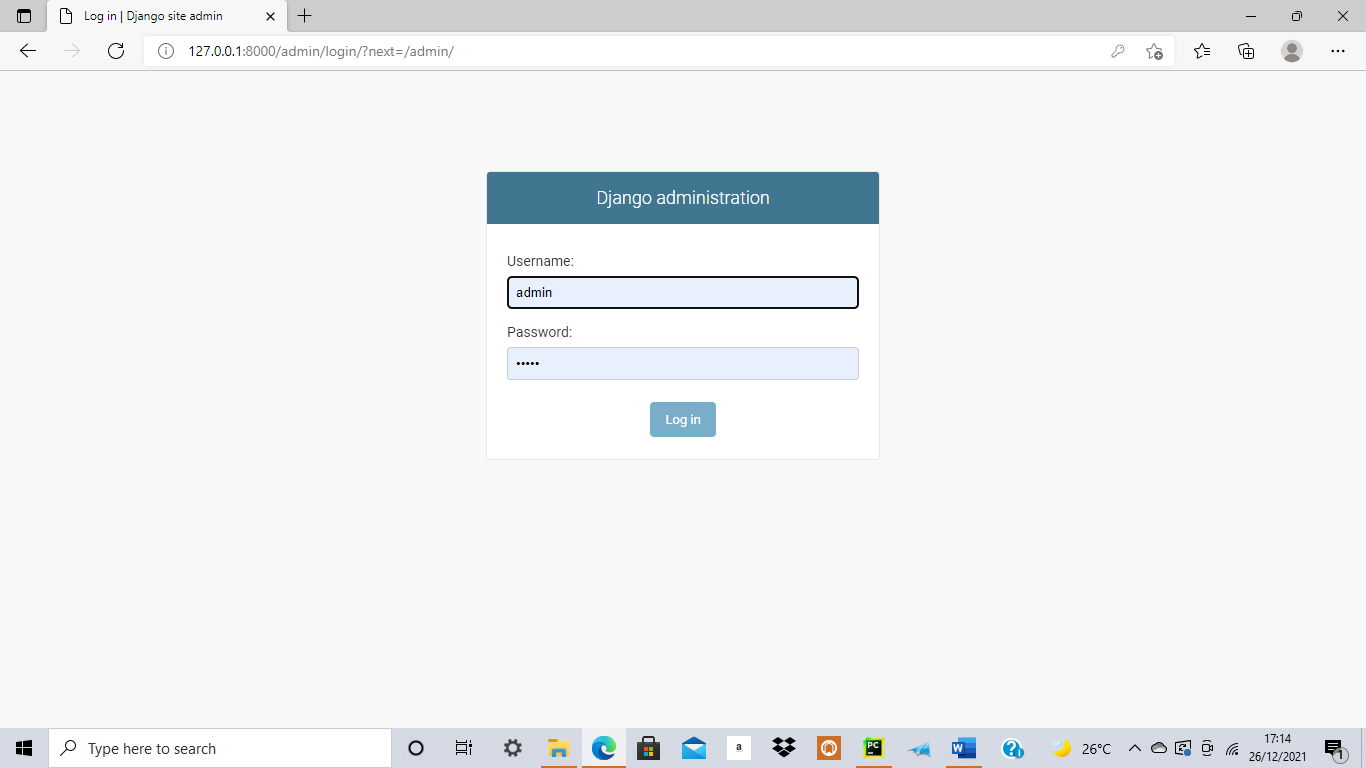 Log in | Django site admin
127.0.0.1:8000/admin/login/?next=/admin/
Django administration
Username:
admin
Password:
•••••
Log in
Type here to search
a
PC
W
26°C
17:14
26/12/2021
1